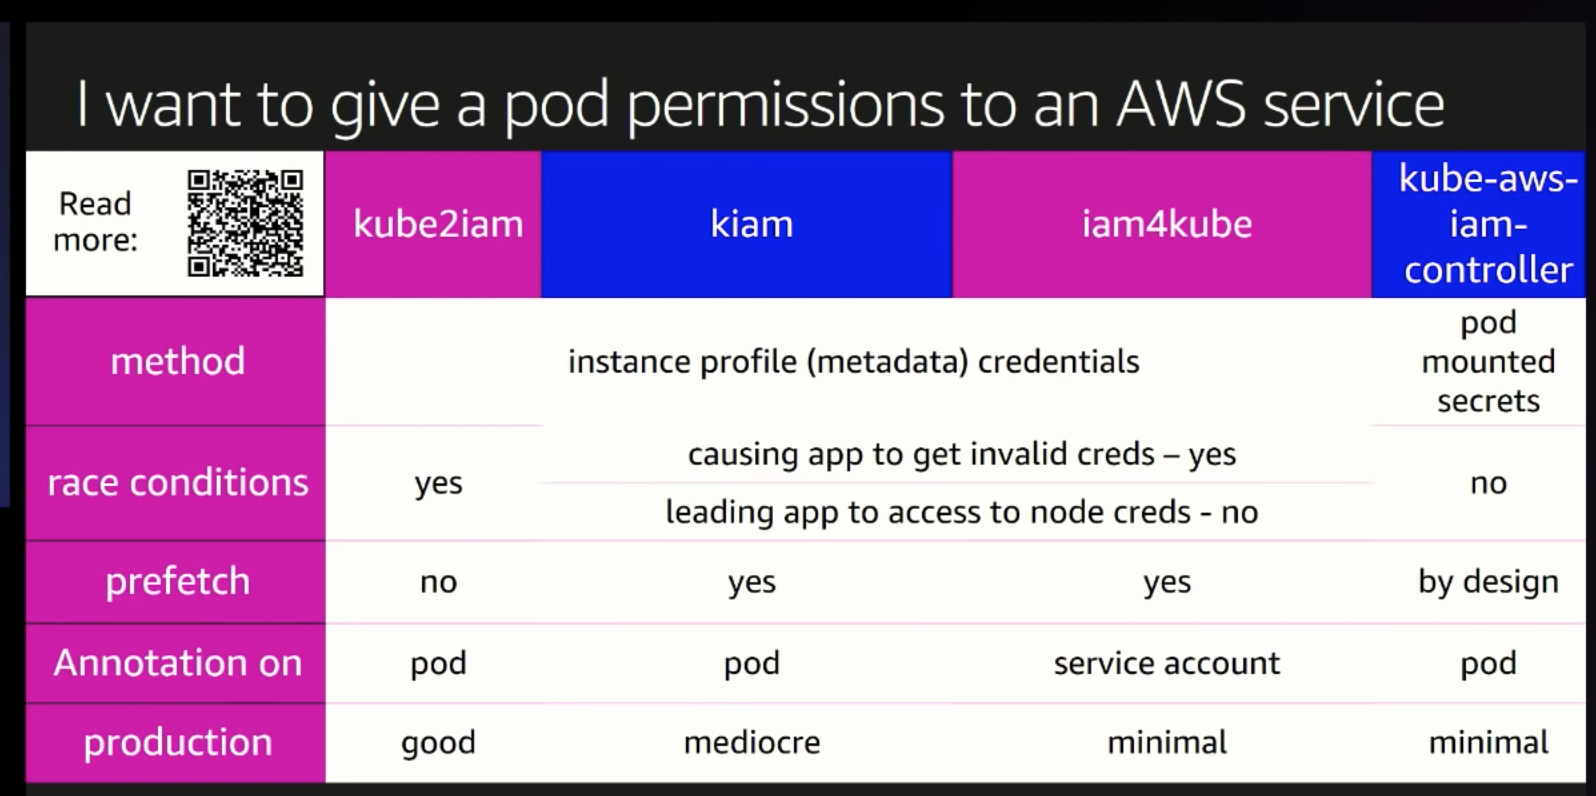 I want to give a pod permissions to an AWS service
Read
more:
kube2iam
kiam
iam4kube
kube-aws-
iam-
controller
method
instance profile (metadata) credentials
pod
mounted
secrets
race conditions
yes
causing app to get invalid creds – yes
leading app to access to node creds - no
no
prefetch
no
yes
yes
by design
Annotation on
pod
pod
service account
pod
production
good
mediocre
minimal
minimal